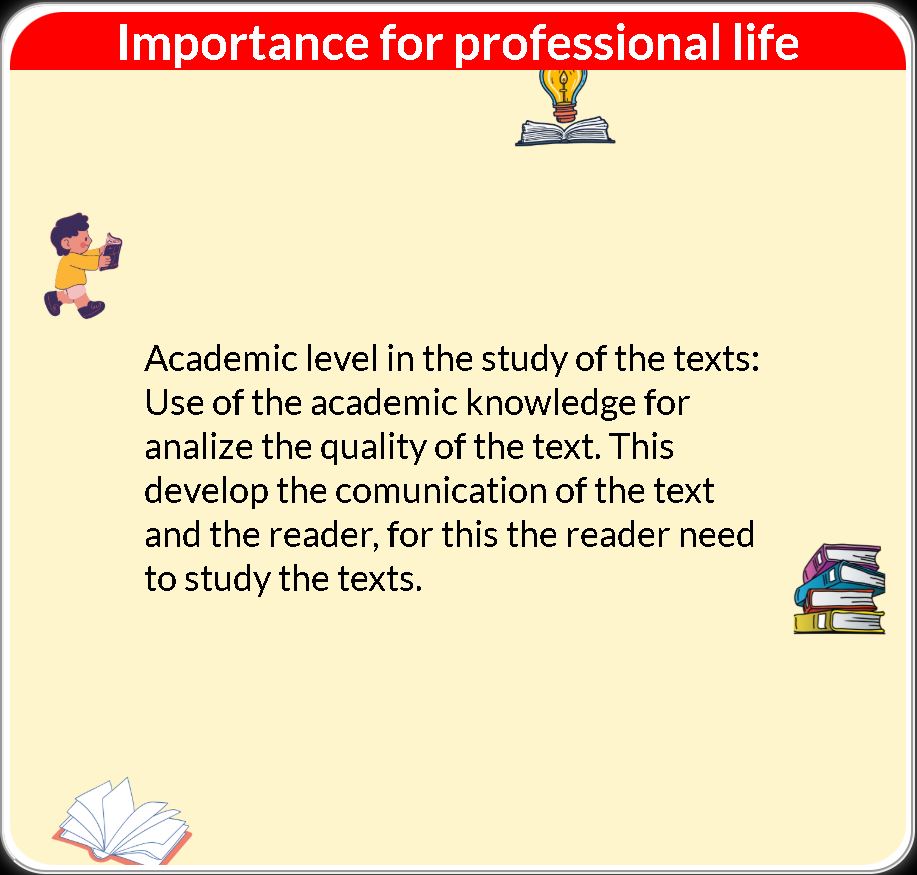 Importance for professional life
Academic level in the study of the texts:
Use of the academic knowledge for
analize the quality of the text. This
develop the comunication of the text
and the reader, for this the reader need
to study the texts.